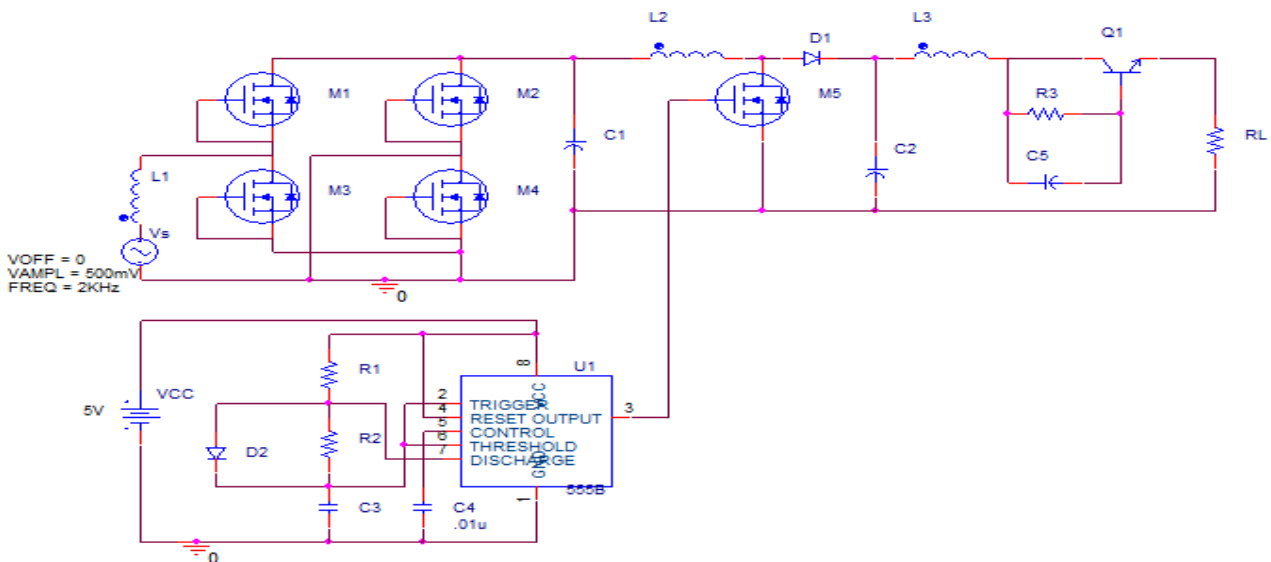 L2
D1
L3
Q1
M1
M2
M5
R3
C1
C2
C5
RL
L1
M3
M4
Vs
VOFF = 0
VAMPL = 500mV
FREQ = 2KHz
0
U1
R1
8
VCC
VCC
5V
2
TRIGGER
4
RESET OUTPUT
3
5
CONTROL
6
THRESHOLD
7
DISCHARGE
GND
R2
D2
1
555B
C3
C4
.01u
0